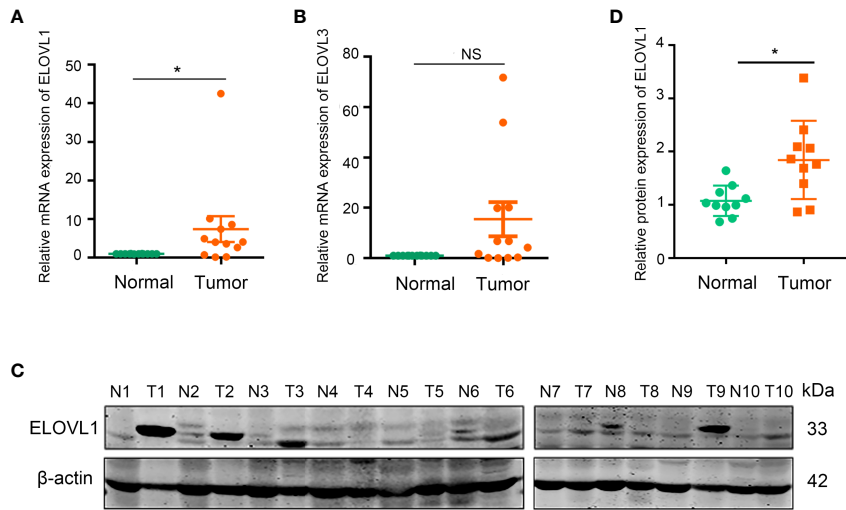 A
Relative mRNA expression of ELOVL1
50
40
30
20
10
0
*
Normal Tumor
B
Relative mRNA expression of ELOVL3
80
60
40
20
0
NS
Normal Tumor
D
Relative protein expression of ELOVL1
4
3
2
1
0
*
Normal Tumor
C
N1 T1 N2 T2 N3 T3 N4 T4 N5 T5 N6 T6 N7 T7 N8 T8 N9 T9 N10 T10 kDa
ELOVL1 33
β-actin 42